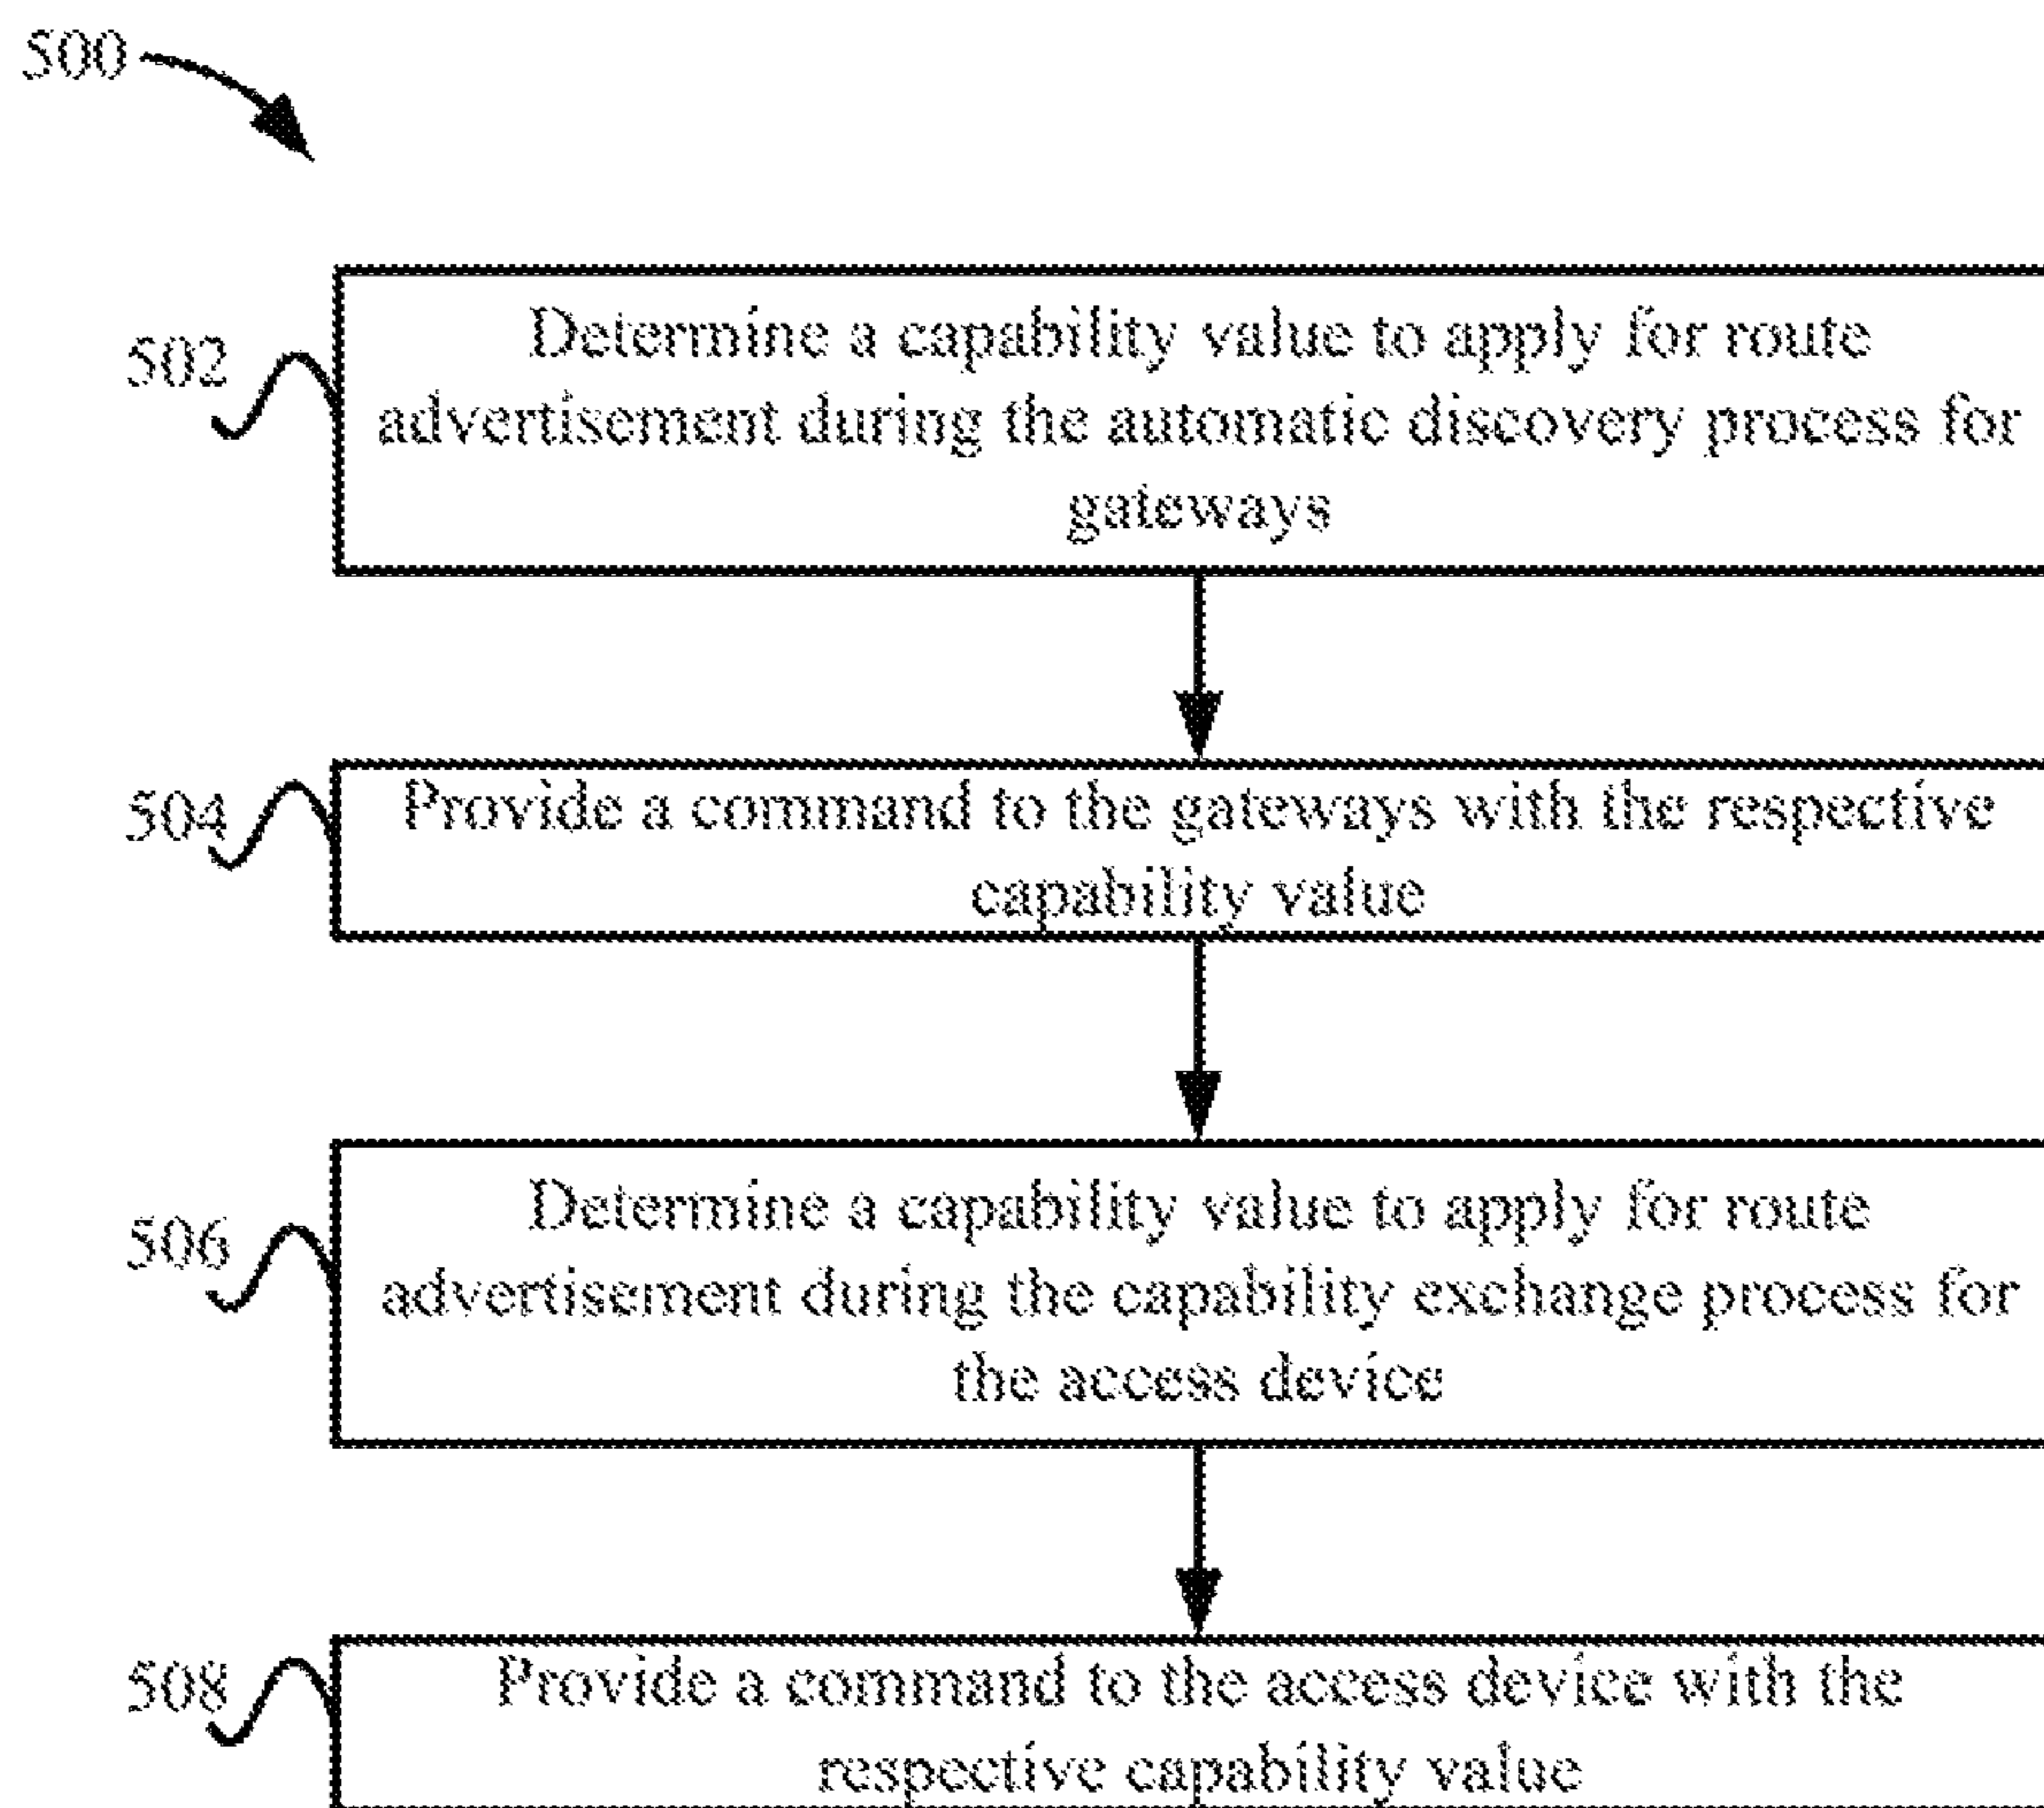 500
502
Determine a capability value to apply for route
advertisement during the automatic discovery process for
gateways
504
Provide a command to the gateways with the respective
capability value
506
Determine a capability value to apply for route
advertisement during the capability exchange process for
the access device
508
Provide a command to the access device with the
respective capability value